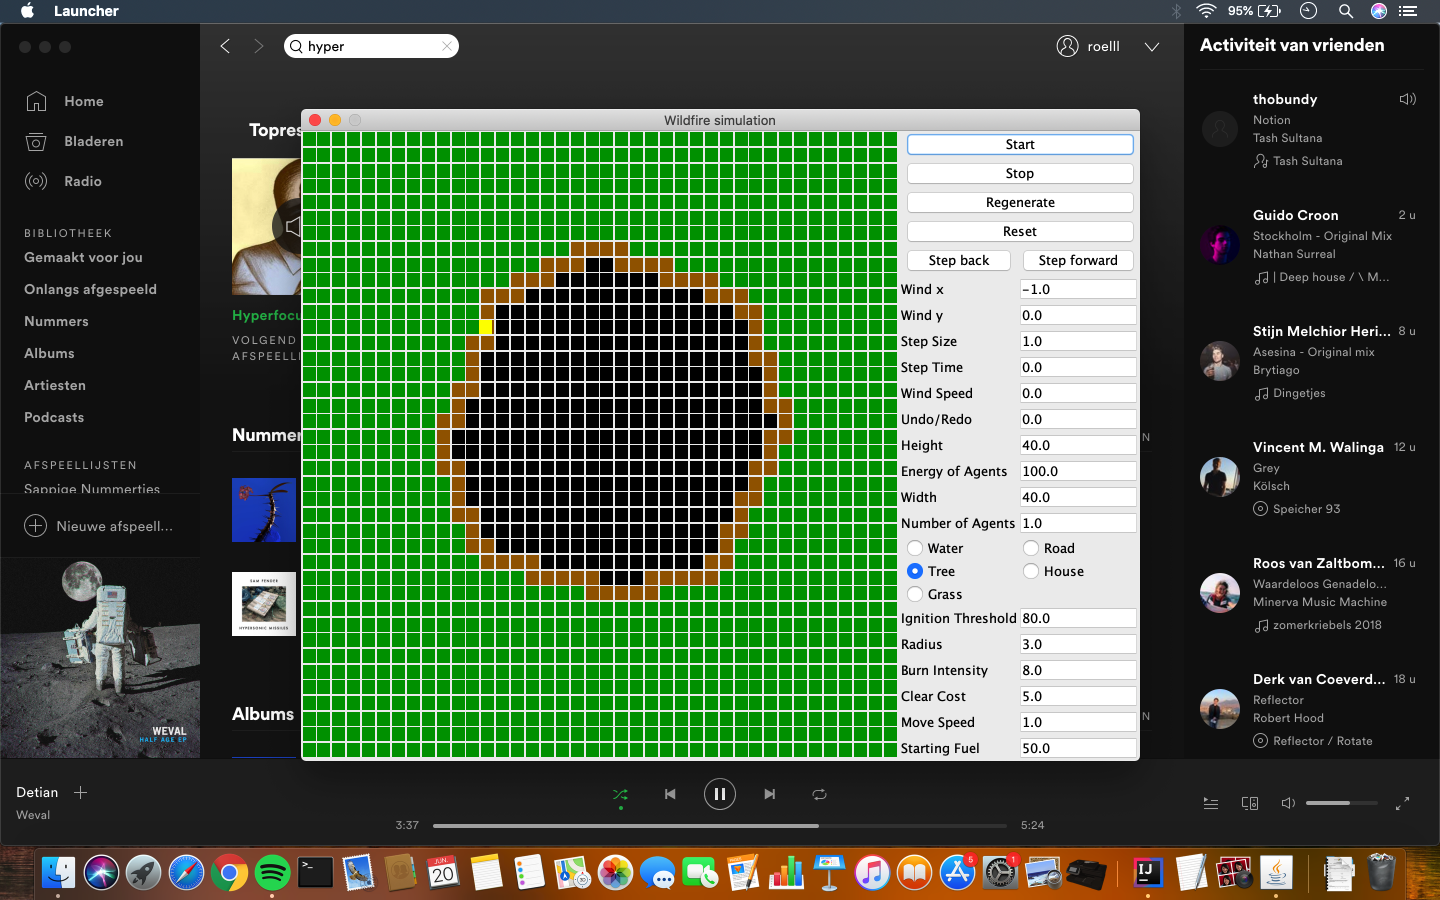 Launcher
95%
hyper
roelll
Activiteit van vrienden
Home
Bladeren
Radio
BIBLIOTHEEK
Gemaakt voor jou
Onlangs afgespeeld
Nummers
Albums
Artiesten
Podcasts
AFSPEELLIJSTEN
Sappige Nummerties
Nieuwe afspeell...
WEVAL
HALF AGE EP
Topres
Hyperfocu
VOLGEND
AFSPEELLI
Nummer
N
SAM FENDER
HYPERSONIC MISSILES
Albums
N
Wildfire simulation
Start
Stop
Regenerate
Reset
Step back
Step forward
Wind x
-1.0
Wind y
0.0
Step Size
1.0
Step Time
0.0
Wind Speed
0.0
Undo/Redo
0.0
Height
40.0
Energy of Agents
100.0
Width
40.0
Number of Agents
1.0
Water
Road
Tree
House
Grass
Ignition Threshold
80.0
Radius
3.0
Burn Intensity
8.0
Clear Cost
5.0
Move Speed
1.0
Starting Fuel
50.0
thobundy
Notion
Tash Sultana
Tash Sultana
Guido Croon
2 u
Stockholm - Original Mix
Nathan Surreal
| Deep house / \ M...
Stijn Melchior Heri...
8 u
Asesina - Original mix
Brytiago
Dingetjes
Vincent M. Walinga
12 u
Grey
Kölsch
Speicher 93
Roos van Zaltbom...
16 u
Waardeloos Genadelo...
Minerva Music Machine
zomerkriebels 2018
Derk van Coeverd...
18 u
Reflector
Robert Hood
Reflector / Rotate
Detian
Weval
3:37
5:24
JUN.
20
5
1
IJ